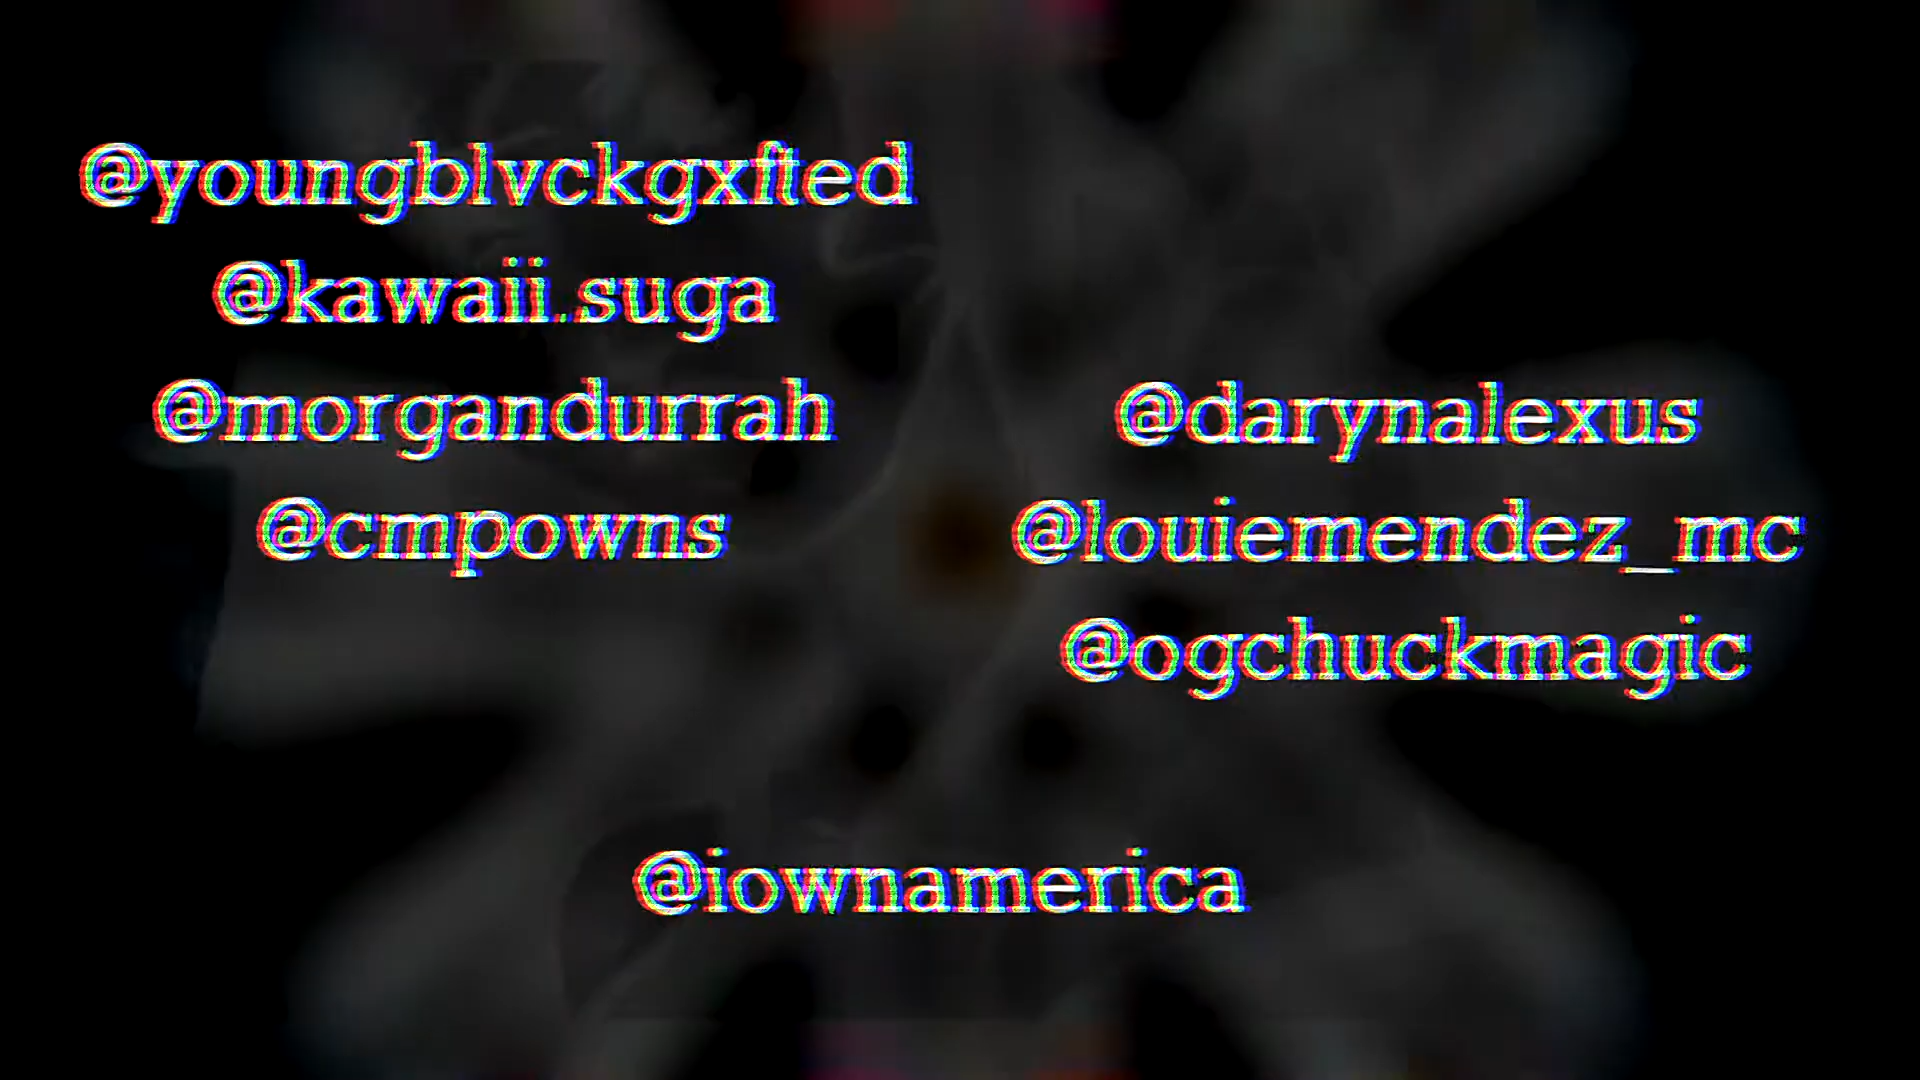 @youngblvckgxfted
@kawaii.suga
@morgandurrah
@cmpowns
@darynalexus
@louiemendez_mc
@ogchuckmagic
@iownamerica